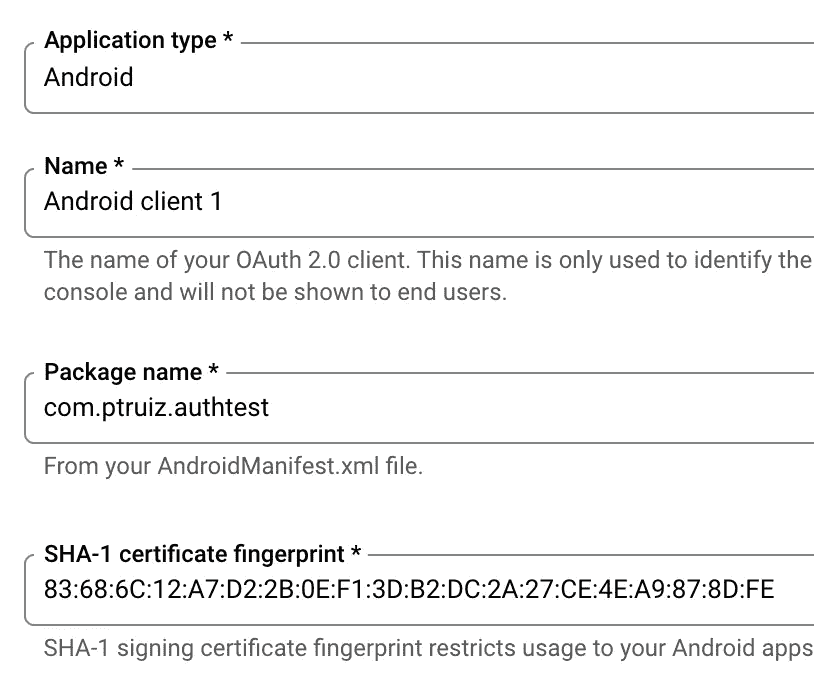 Application type *
Android
Name *
Android client 1
The name of your OAuth 2.0 client. This name is only used to identify the
console and will not be shown to end users.
Package name *
com.ptruiz.authtest
From your AndroidManifest.xml file.
SHA-1 certificate fingerprint *
83:68:6C:12:A7:D2:2B:0E:F1:3D:B2:DC:2A:27:CE:4E:A9:87:8D:FE
SHA-1 signing certificate fingerprint restricts usage to your Android apps